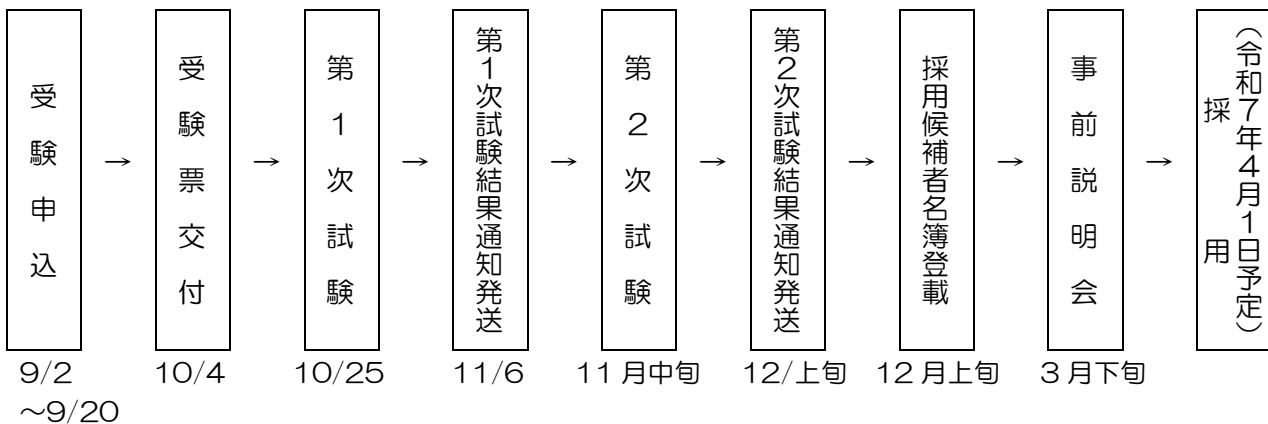 受験申込
→
受験票交付
→
第1次試験
→
第1次試験結果通知発送
→
第2次試験
→
第2次試験結果通知発送
→
採用候補者名簿登載
→
事前説明会
→
採用
（令和7年4月1日予定）
9/2
～9/20
10/4
10/25
11/6
11月中旬
12/上旬
12月上旬
3月下旬